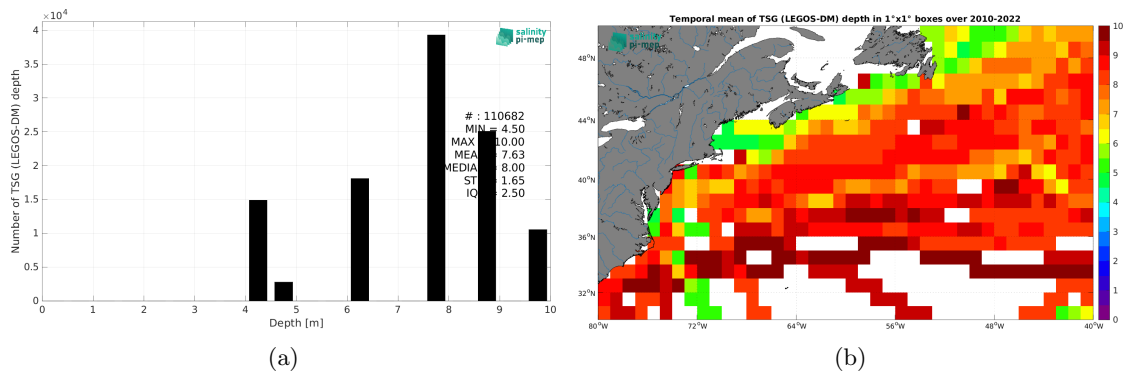 ×10⁴
4
3.5
3
2.5
2
1.5
1
0.5
0
Number of TSG (LEGOS-DM) depth
salinity
pi-mep
# : 110682
MIN = 4.50
MAX 10.00
MEA = 7.63
MEDIA = 8.00
ST = 1.65
IQ = 2.50
0 1 2 3 4 5 6 7 8 9 10
Depth [m]
(a)
Temporal mean of TSG (LEGOS-DM) depth in 1°x1° boxes over 2010-2022
salinity
pi-mep
48°N
44°N
40°N
36°N
32°N
80°W 72°W 64°W 56°W 48°W 40°W
10
9
8
7
6
5
4
3
2
1
0
(b)